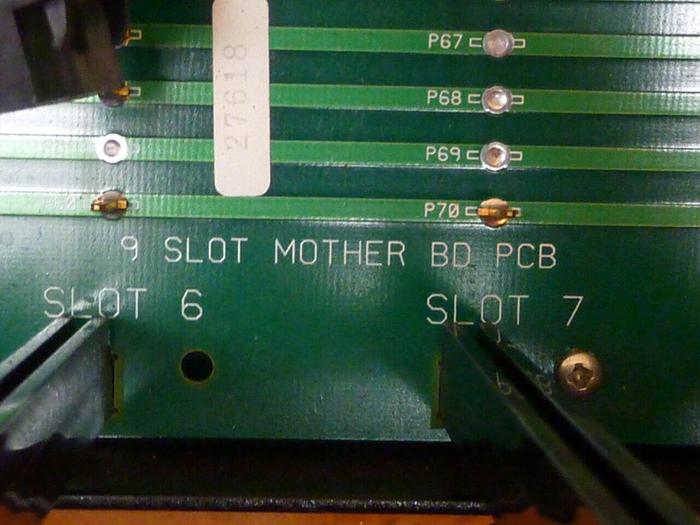 P67
P68
P69
P70
27618
9 SLOT MOTHER BD PCB
SLOT 6
SLOT 7